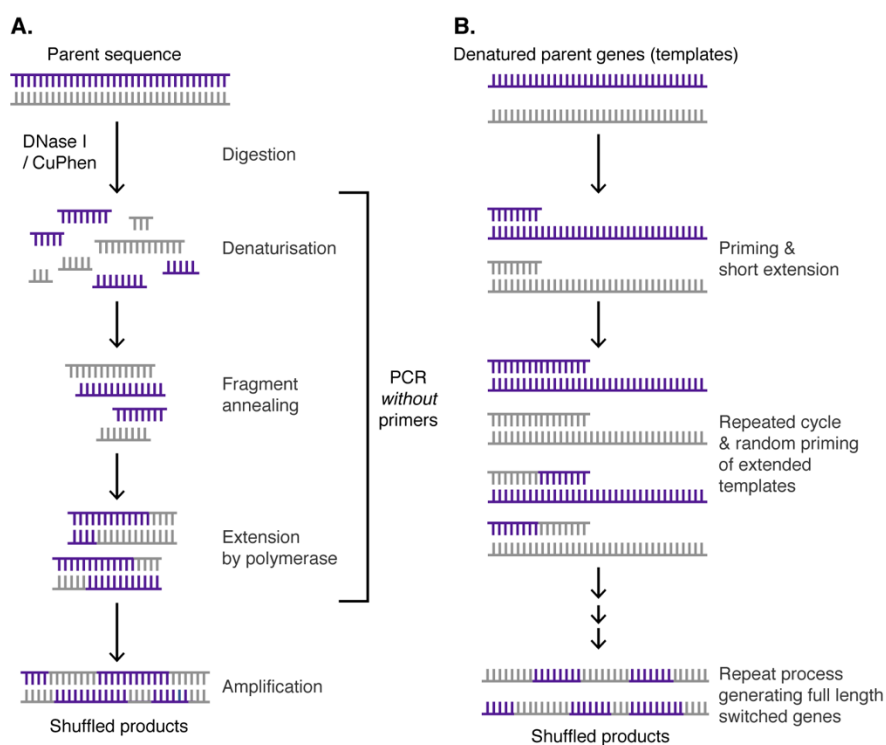 A.
Parent sequence
DNase I
/ CuPhen
Digestion
Denaturisation
Fragment
annealing
PCR
without
primers
Extension
by polymerase
Amplification
Shuffled products
B.
Denatured parent genes (templates)
Priming &
short extension
Repeated cycle
& random priming
of extended
templates
Repeat process
generating full length
switched genes
Shuffled products